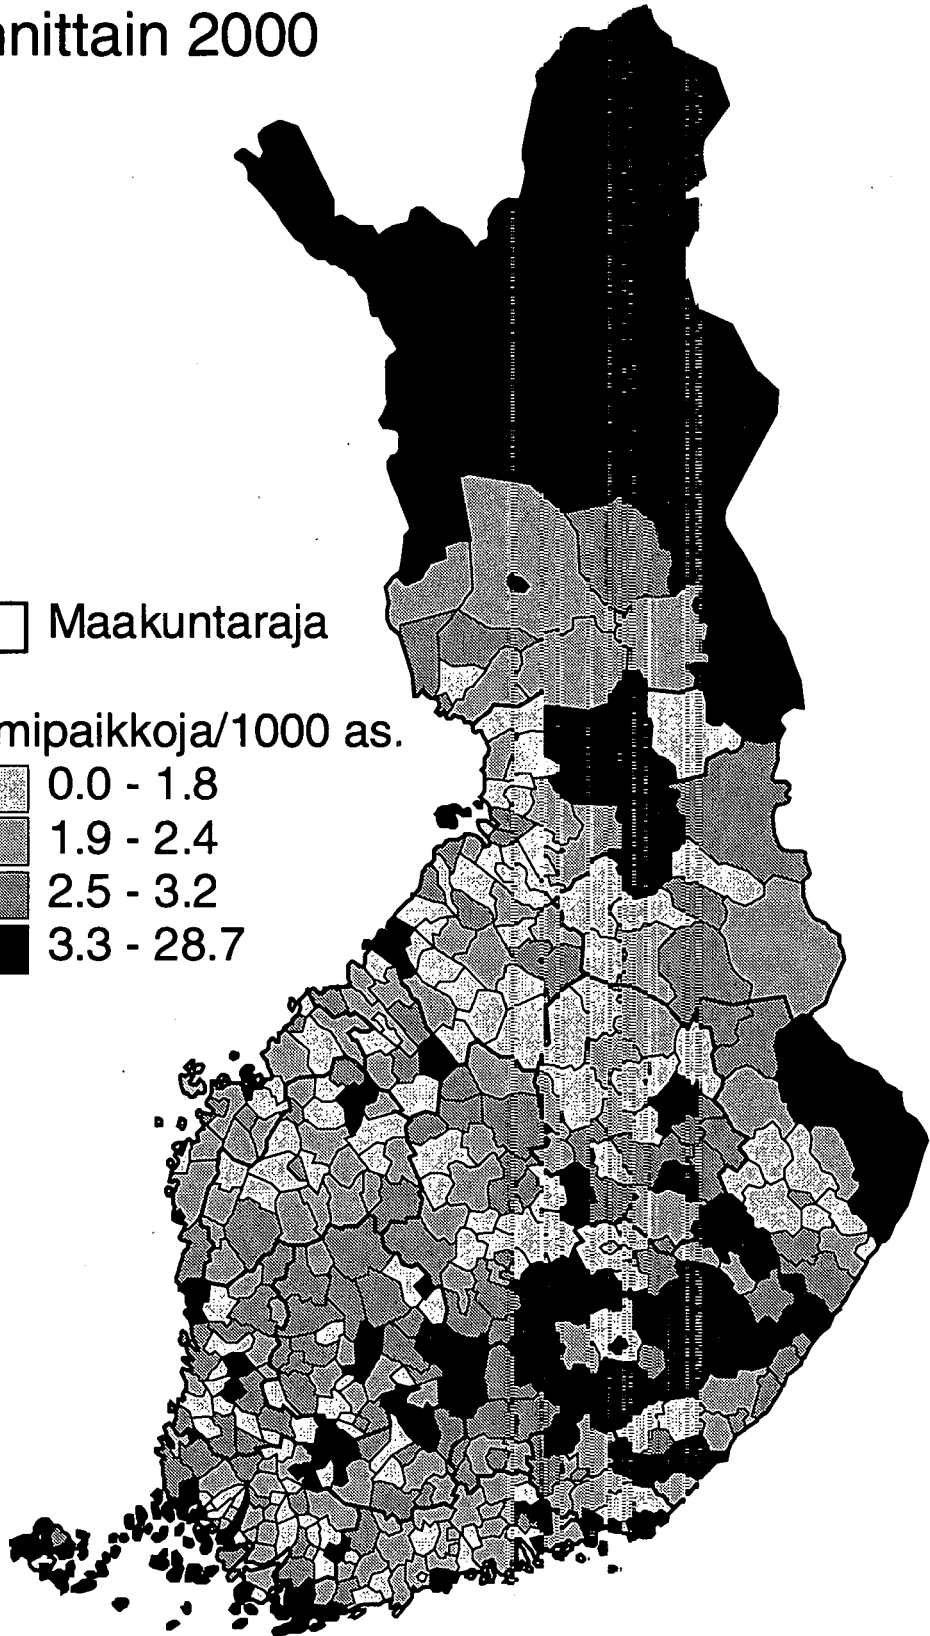 nnittain 2000
Maakuntaraja
mipaikkoja/1000 as.
0.0 - 1.8
1.9 - 2.4
2.5 - 3.2
3.3 - 28.7